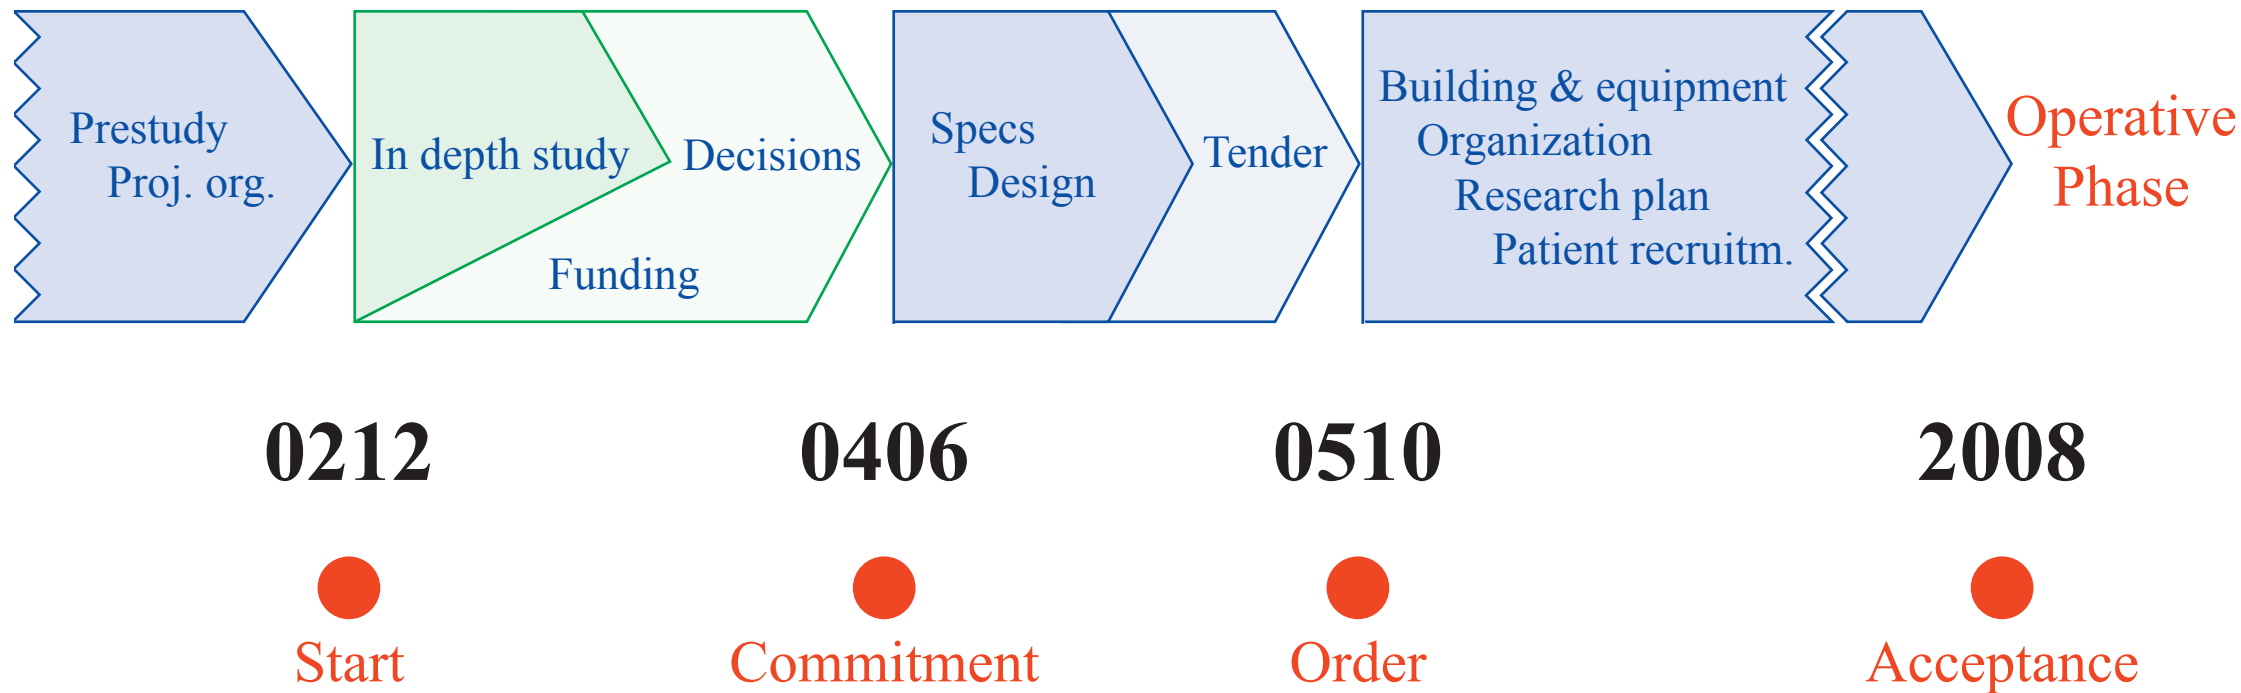 Prestudy
Proj. org.
In depth study
Decisions
Funding
Specs
Design
Tender
Building & equipment
Organization
Research plan
Patient recruitm.
Operative
Phase
0212
0406
0510
2008
Start
Commitment
Order
Acceptance